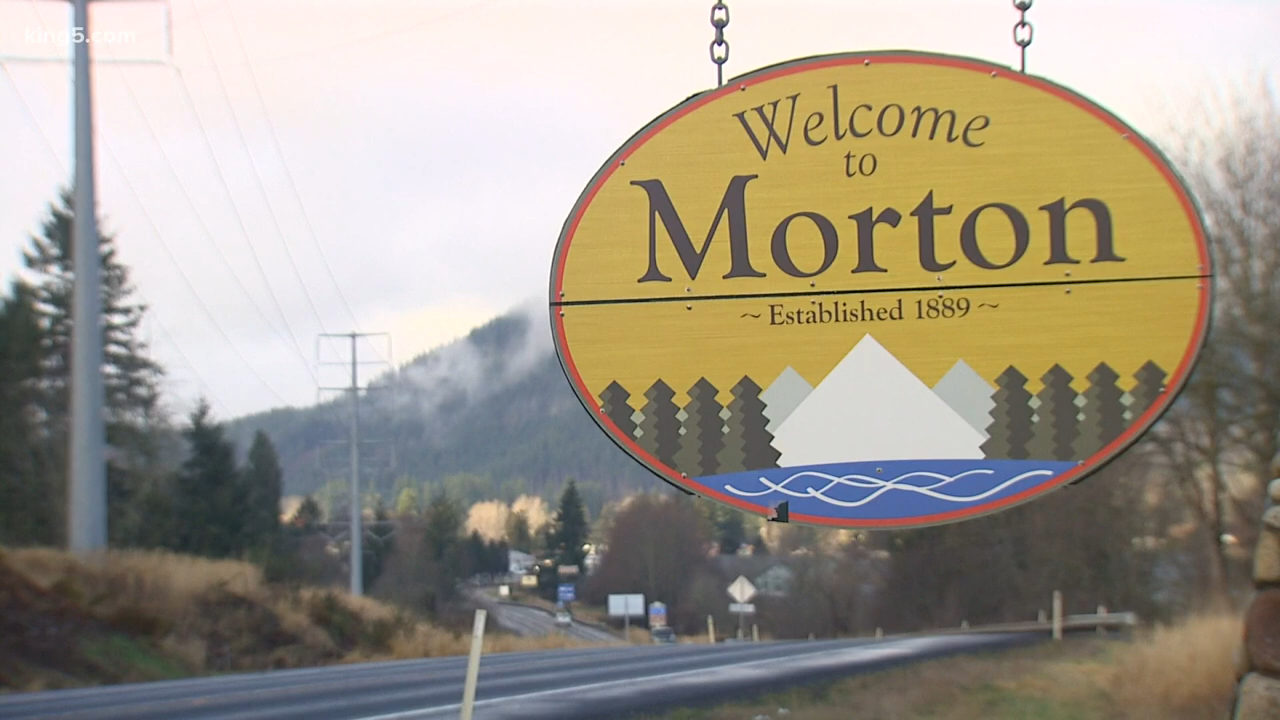 king5.com
Welcome
to
Morton
~ Established 1889 ~